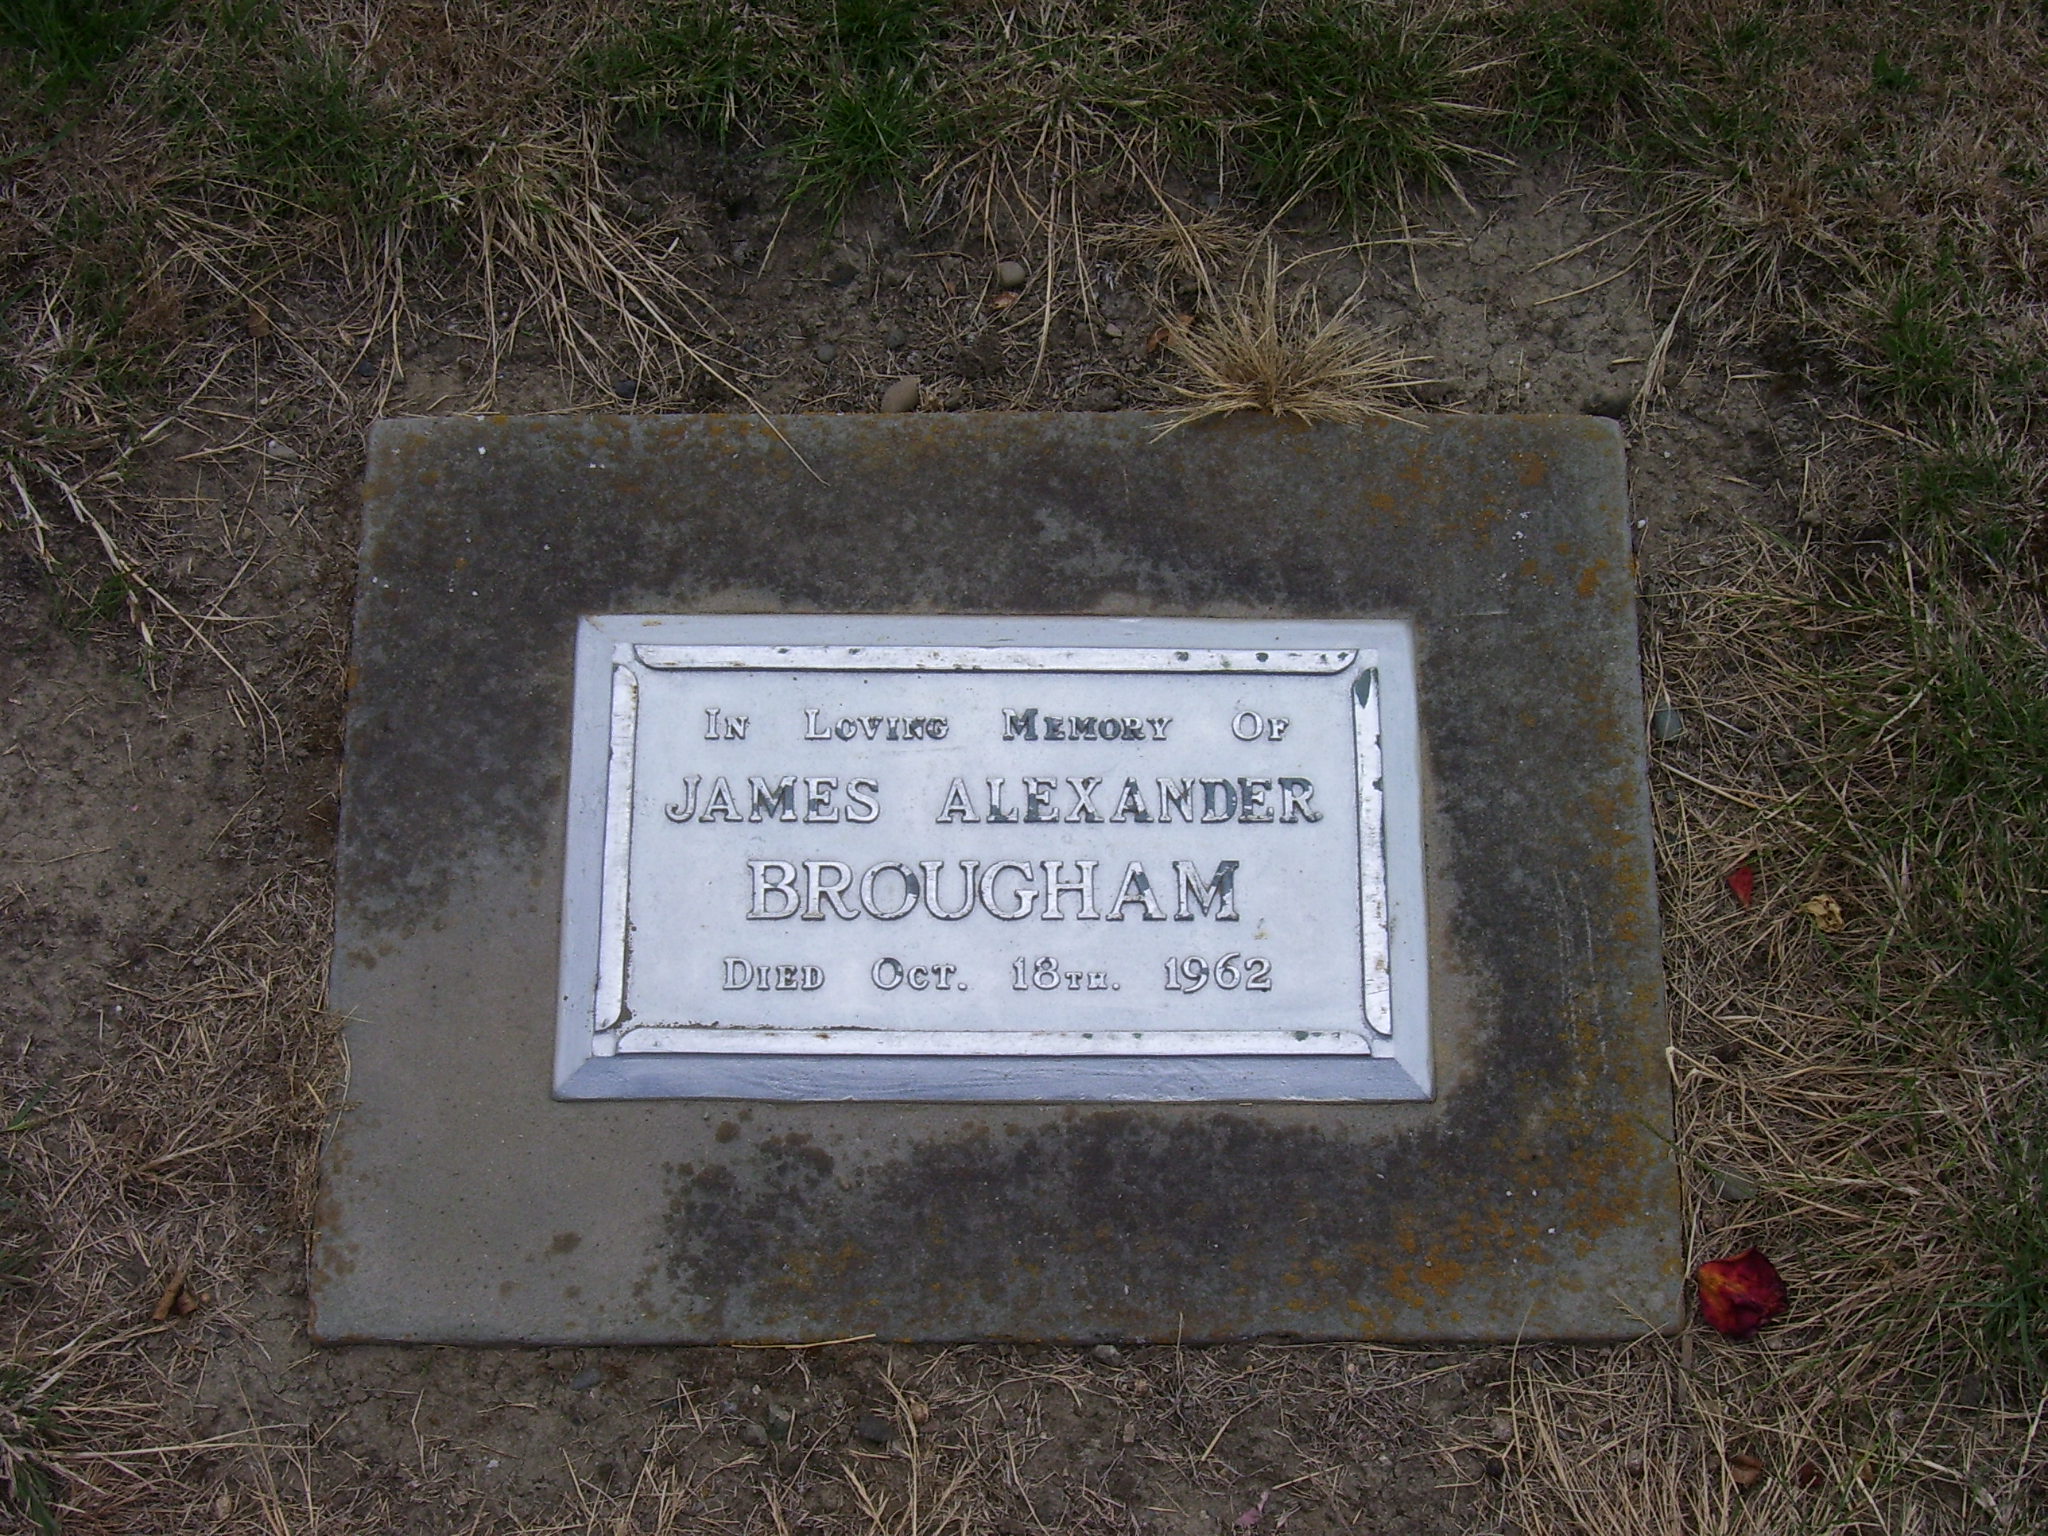 In Loving Memory Of
JAMES ALEXANDER
BROUGHAM
Died Oct. 18th. 1962